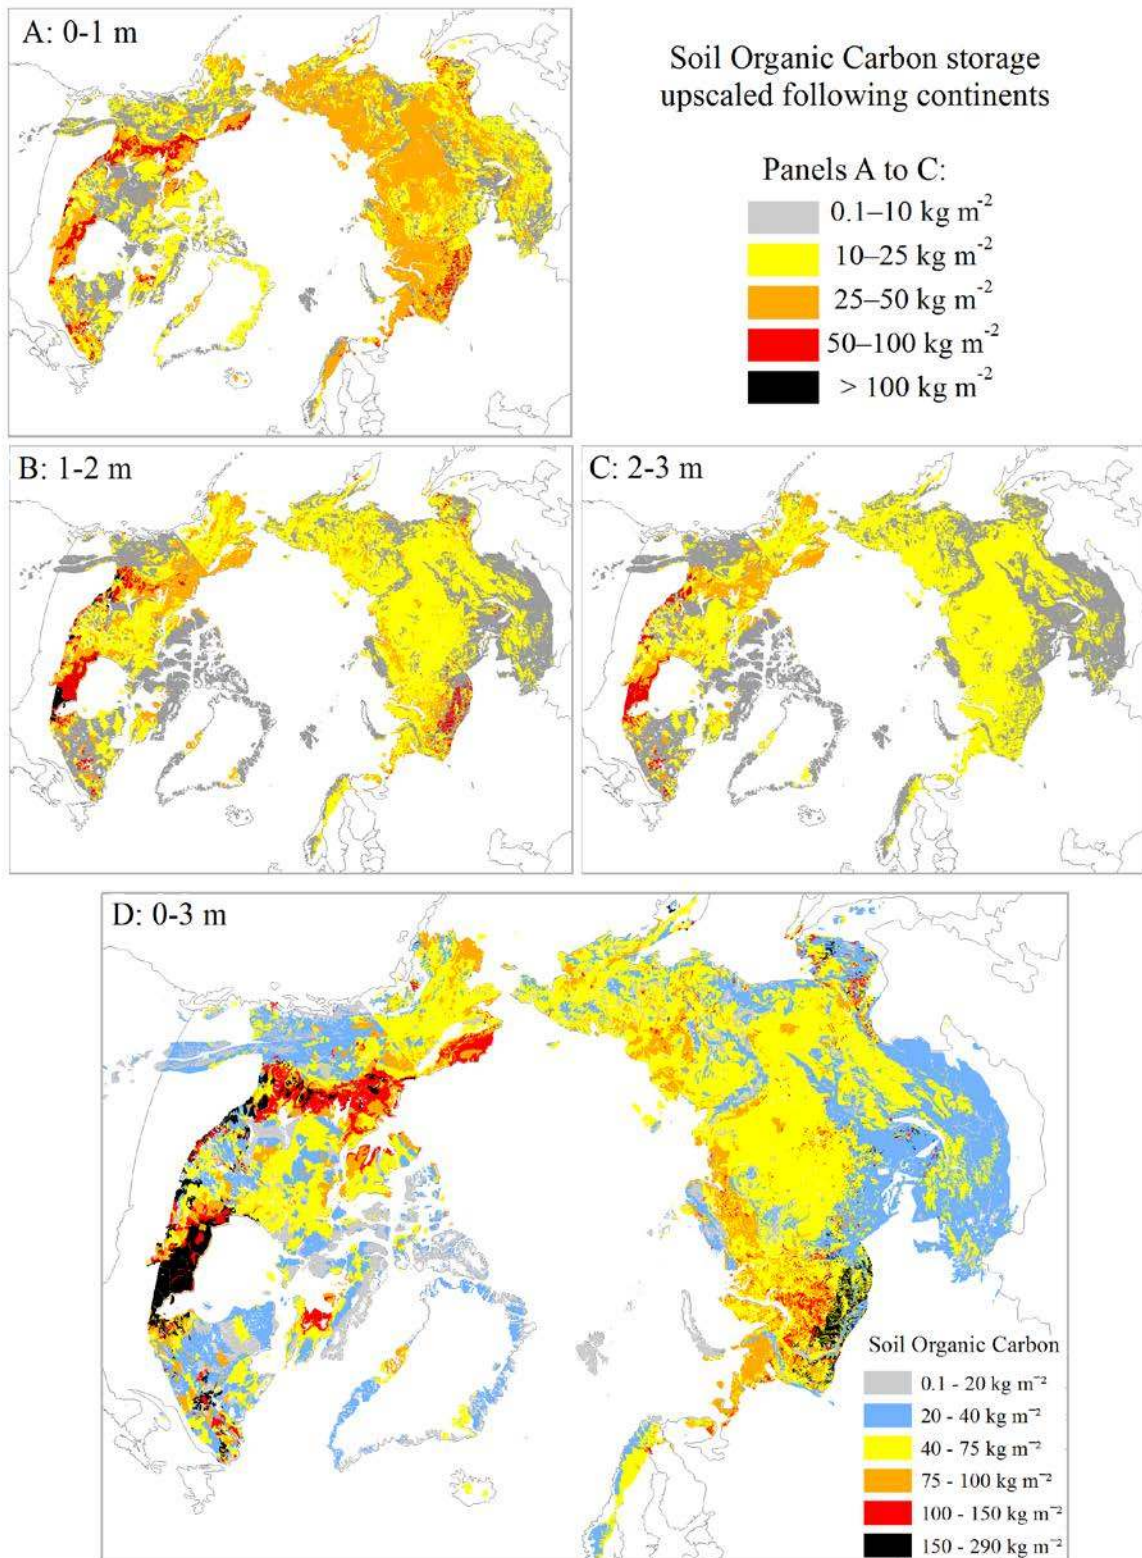 A: 0-1 m
Soil Organic Carbon storage
upscaled following continents
Panels A to C:
0.1–10 kg m⁻²
10–25 kg m⁻²
25–50 kg m⁻²
50–100 kg m⁻²
> 100 kg m⁻²
B: 1-2 m
C: 2-3 m
D: 0-3 m
Soil Organic Carbon
0.1 - 20 kg m⁻²
20 - 40 kg m⁻²
40 - 75 kg m⁻²
75 - 100 kg m⁻²
100 - 150 kg m⁻²
150 - 290 kg m⁻²